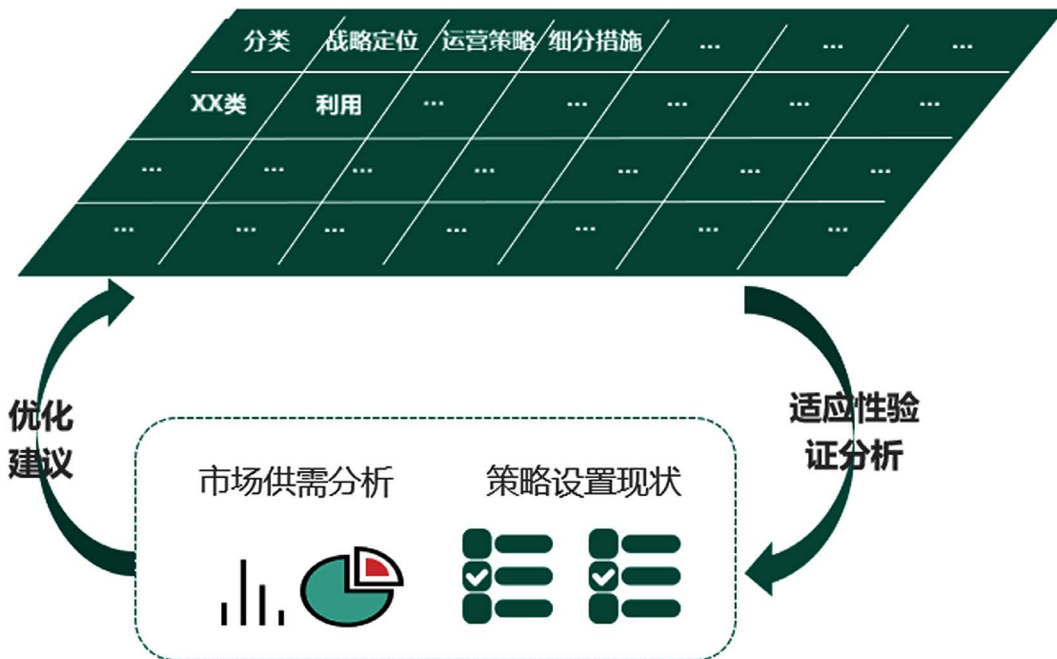 分类 战略定位 运营策略 细分措施 ... ... ...
XX类 利用 ... ... ... ... ...
... ... ... ... ... ... ...
... ... ... ... ... ... ...
优化
建议
适应性验
证分析
市场供需分析 策略设置现状